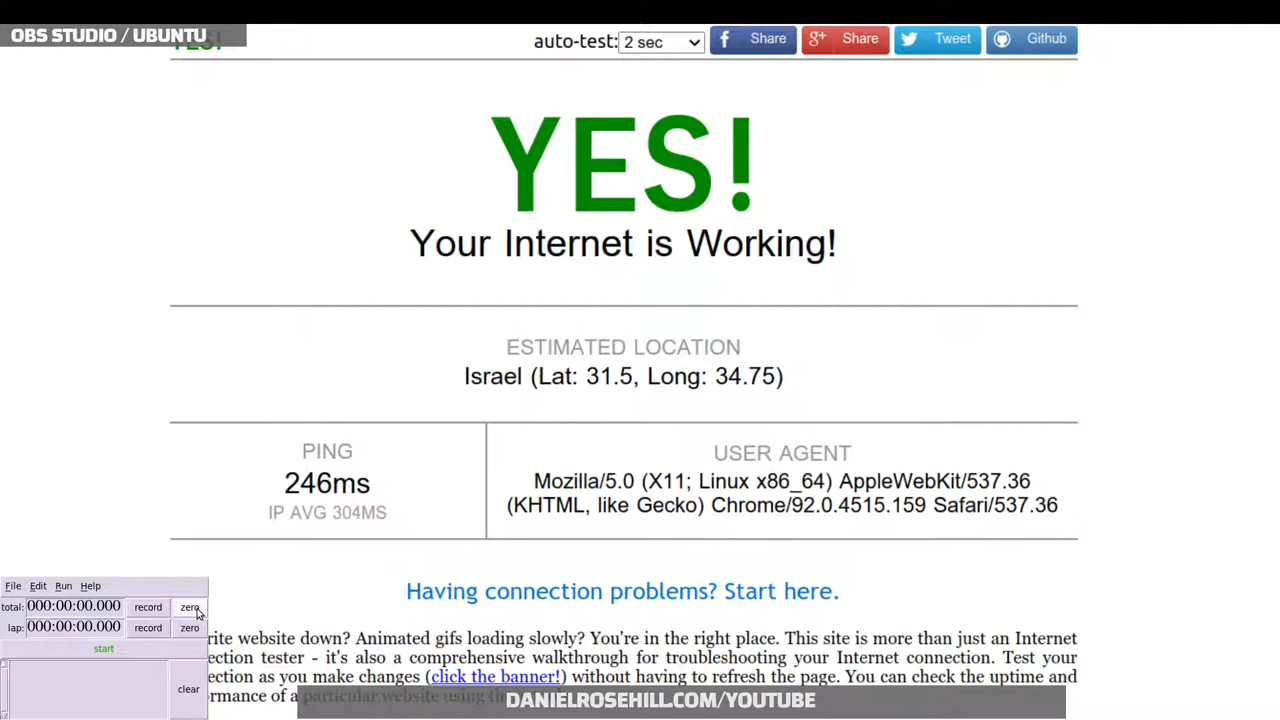 OBS STUDIO / UBUNTU
YES!
auto-test: 2 sec
Share
Share
Tweet
Github
YES!
Your Internet is Working!
ESTIMATED LOCATION
Israel (Lat: 31.5, Long: 34.75)
PING
246ms
IP AVG 304MS
USER AGENT
Mozilla/5.0 (X11; Linux x86_64) AppleWebKit/537.36
(KHTML, like Gecko) Chrome/92.0.4515.159 Safari/537.36
Having connection problems? Start here.
File Edit Run Help
total: 000:00:00.000 record zero
lap: 000:00:00.000 record zero
start
clear
rite website down? Animated gifs loading slowly? You're in the right place. This site is more than just an Internet
ection tester - it's also a comprehensive walkthrough for troubleshooting your Internet connection. Test your
ection as you make changes (click the banner!) without having to refresh the page. You can check the uptime and
rmance of a particular website using the
DANIELROSEHILL.COM/YOUTUBE